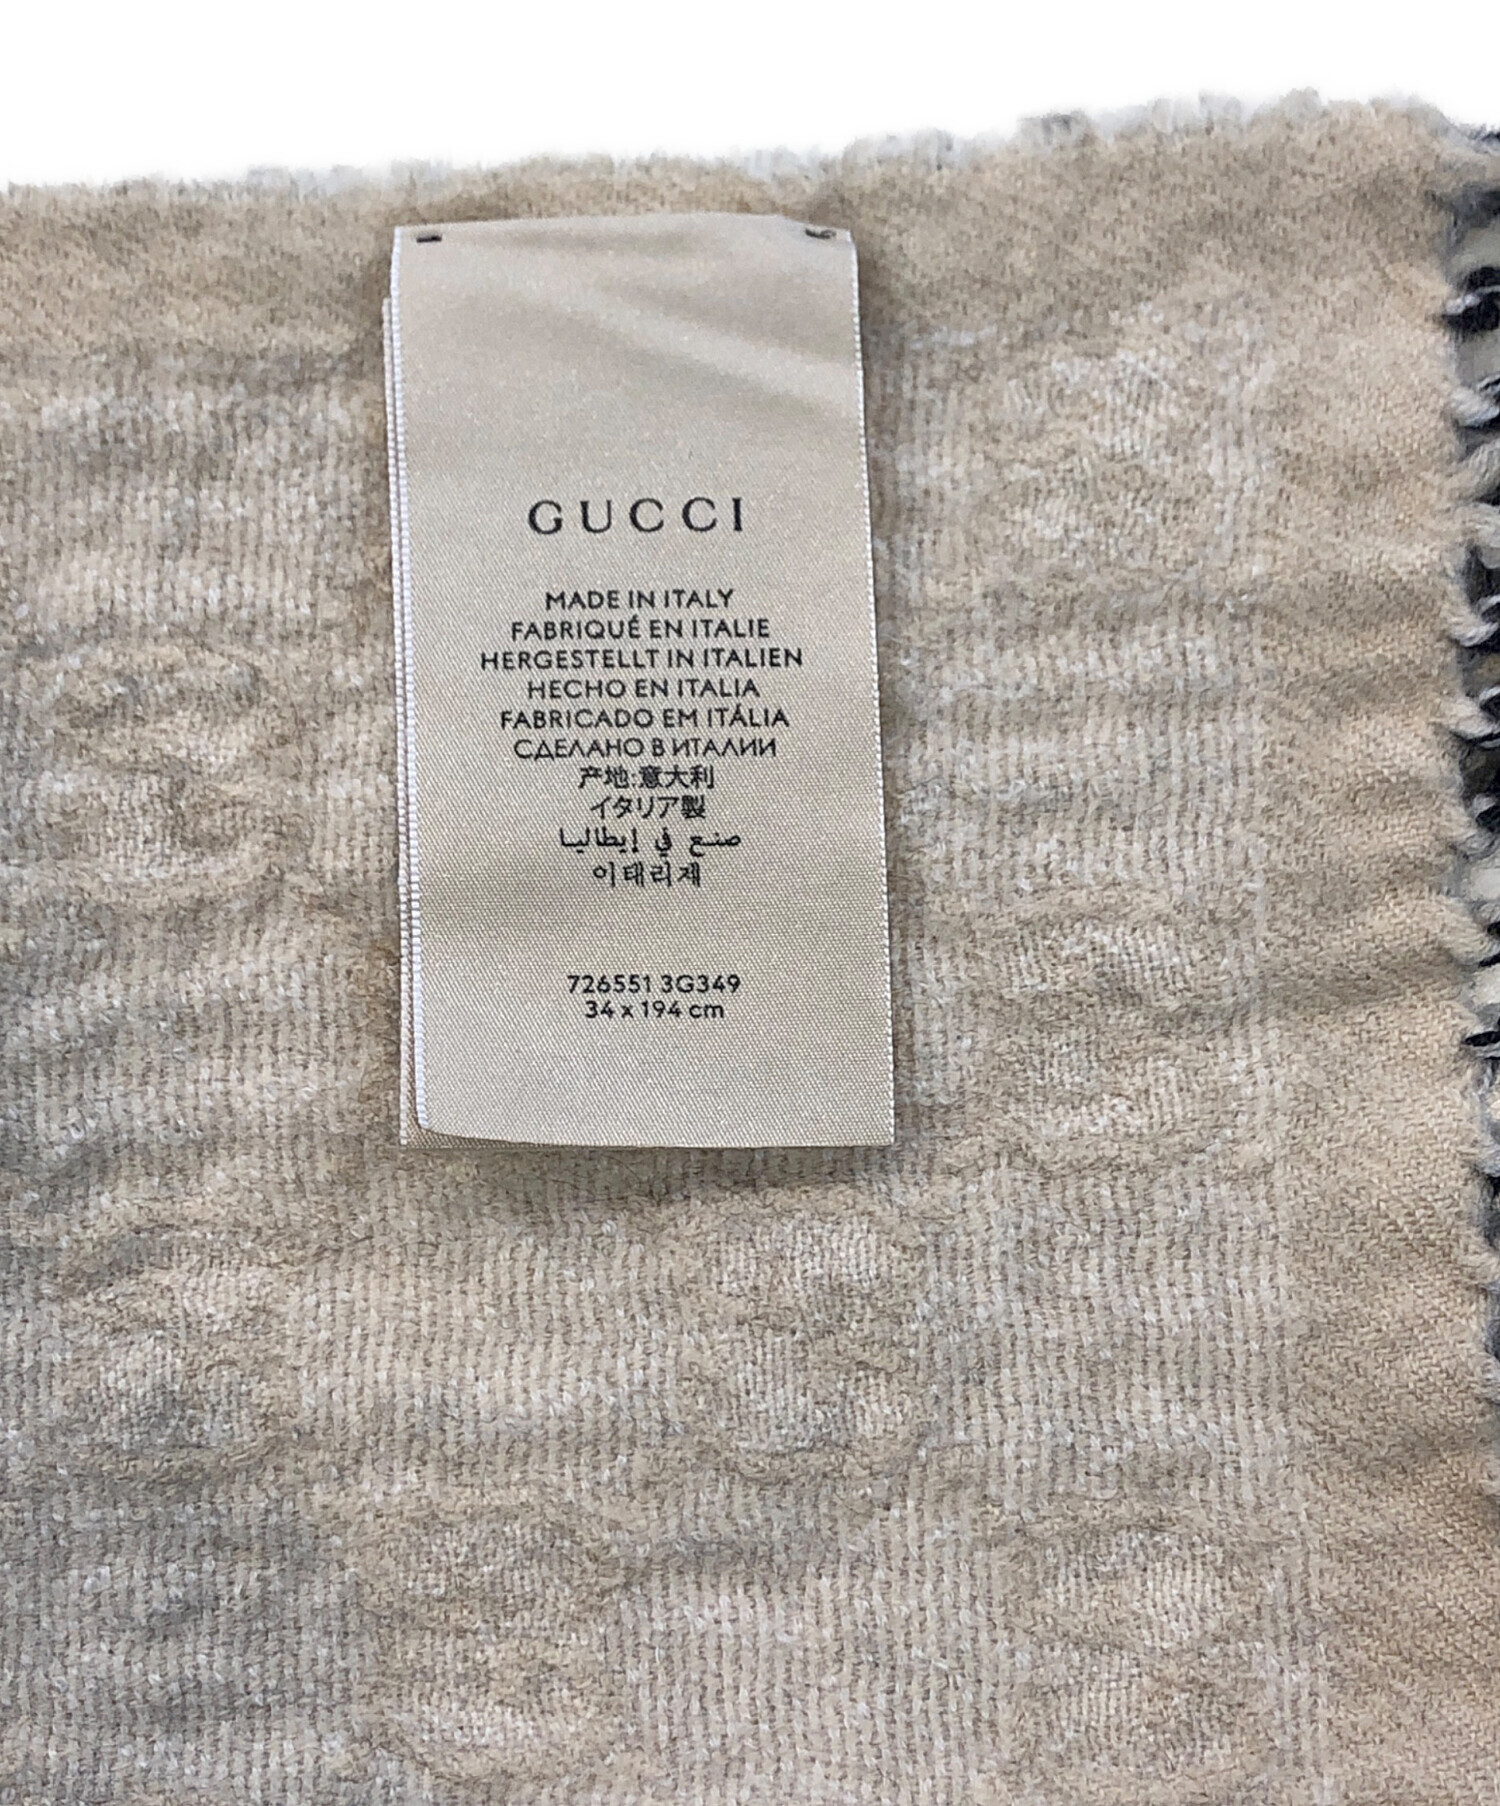 GUCCI
MADE IN ITALY
FABRIQUÉ EN ITALIE
HERGESTELLT IN ITALIEN
HECHO EN ITALIA
FABRICADO EM ITÁLIA
СДЕЛАНО В ИТАЛИИ
产地:意大利
イタリア製
صنع في إيطاليا
이태리제
726551 3G349
34 x 194 cm